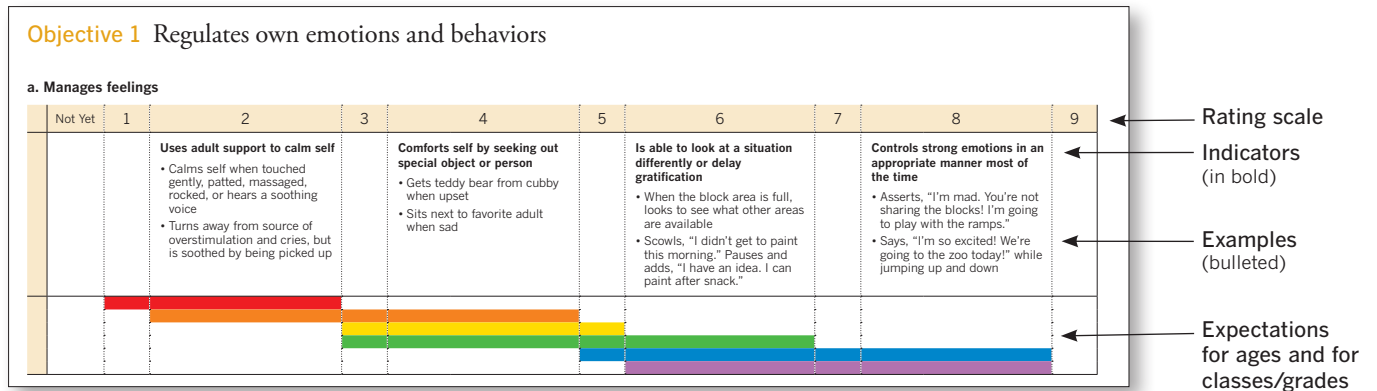 Objective 1 Regulates own emotions and behaviors
a. Manages feelings
Not Yet 1 2 3 4 5 6 7 8 9
Uses adult support to calm self
• Calms self when touched
gently, patted, massaged,
rocked, or hears a soothing
voice
• Turns away from source of
overstimulation and cries, but
is soothed by being picked up
Comforts self by seeking out
special object or person
• Gets teddy bear from cubby
when upset
• Sits next to favorite adult
when sad
Is able to look at a situation
differently or delay
gratification
• When the block area is full,
looks to see what other areas
are available
• Scowls, “I didn’t get to paint
this morning.” Pauses and
adds, “I have an idea. I can
paint after snack.”
Controls strong emotions in an
appropriate manner most of
the time
• Asserts, “I’m mad. You’re not
sharing the blocks! I’m going
to play with the ramps.”
• Says, “I’m so excited! We’re
going to the zoo today!” while
jumping up and down
Rating scale
Indicators
(in bold)
Examples
(bulleted)
Expectations
for ages and for
classes/grades